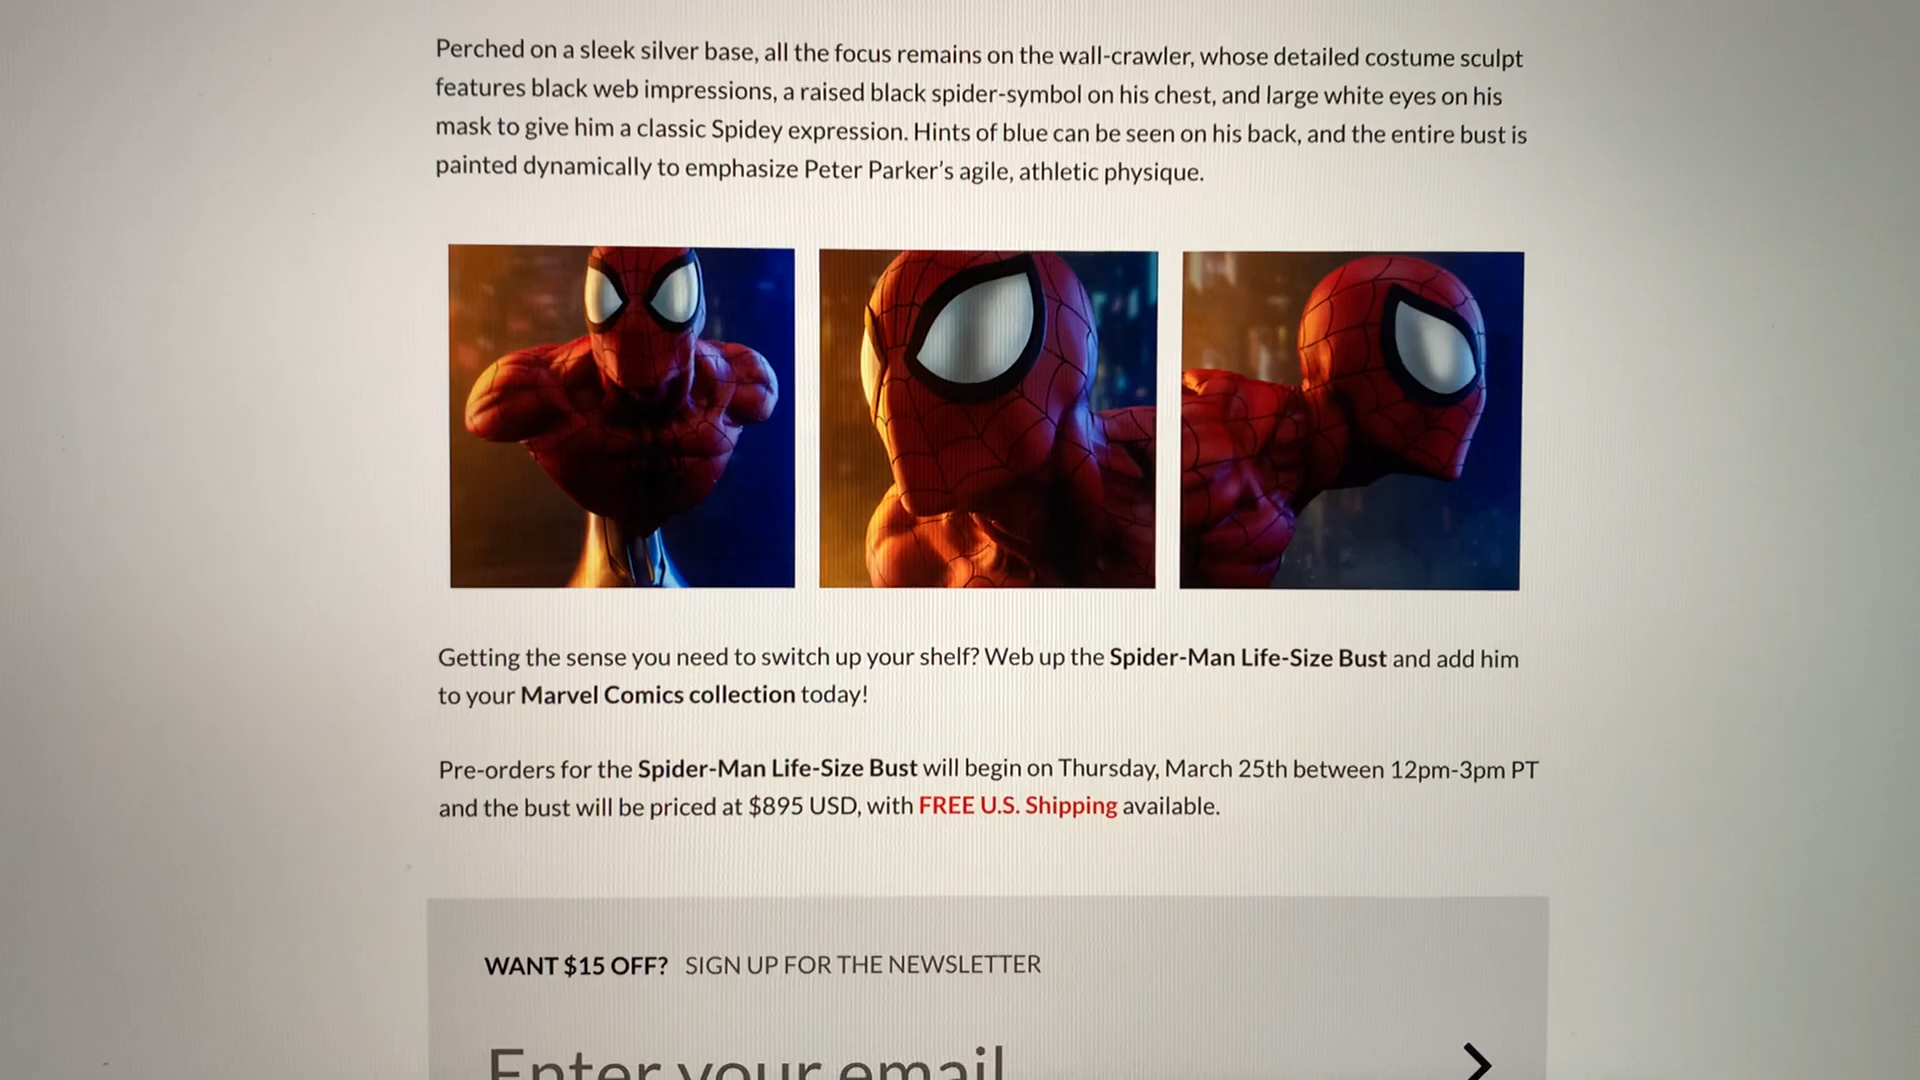 Perched on a sleek silver base, all the focus remains on the wall-crawler, whose detailed costume sculpt
features black web impressions, a raised black spider-symbol on his chest, and large white eyes on his
mask to give him a classic Spidey expression. Hints of blue can be seen on his back, and the entire bust is
painted dynamically to emphasize Peter Parker’s agile, athletic physique.
Getting the sense you need to switch up your shelf? Web up the Spider-Man Life-Size Bust and add him
to your Marvel Comics collection today!
Pre-orders for the Spider-Man Life-Size Bust will begin on Thursday, March 25th between 12pm-3pm PT
and the bust will be priced at $895 USD, with FREE U.S. Shipping available.
WANT $15 OFF? SIGN UP FOR THE NEWSLETTER
Enter your email